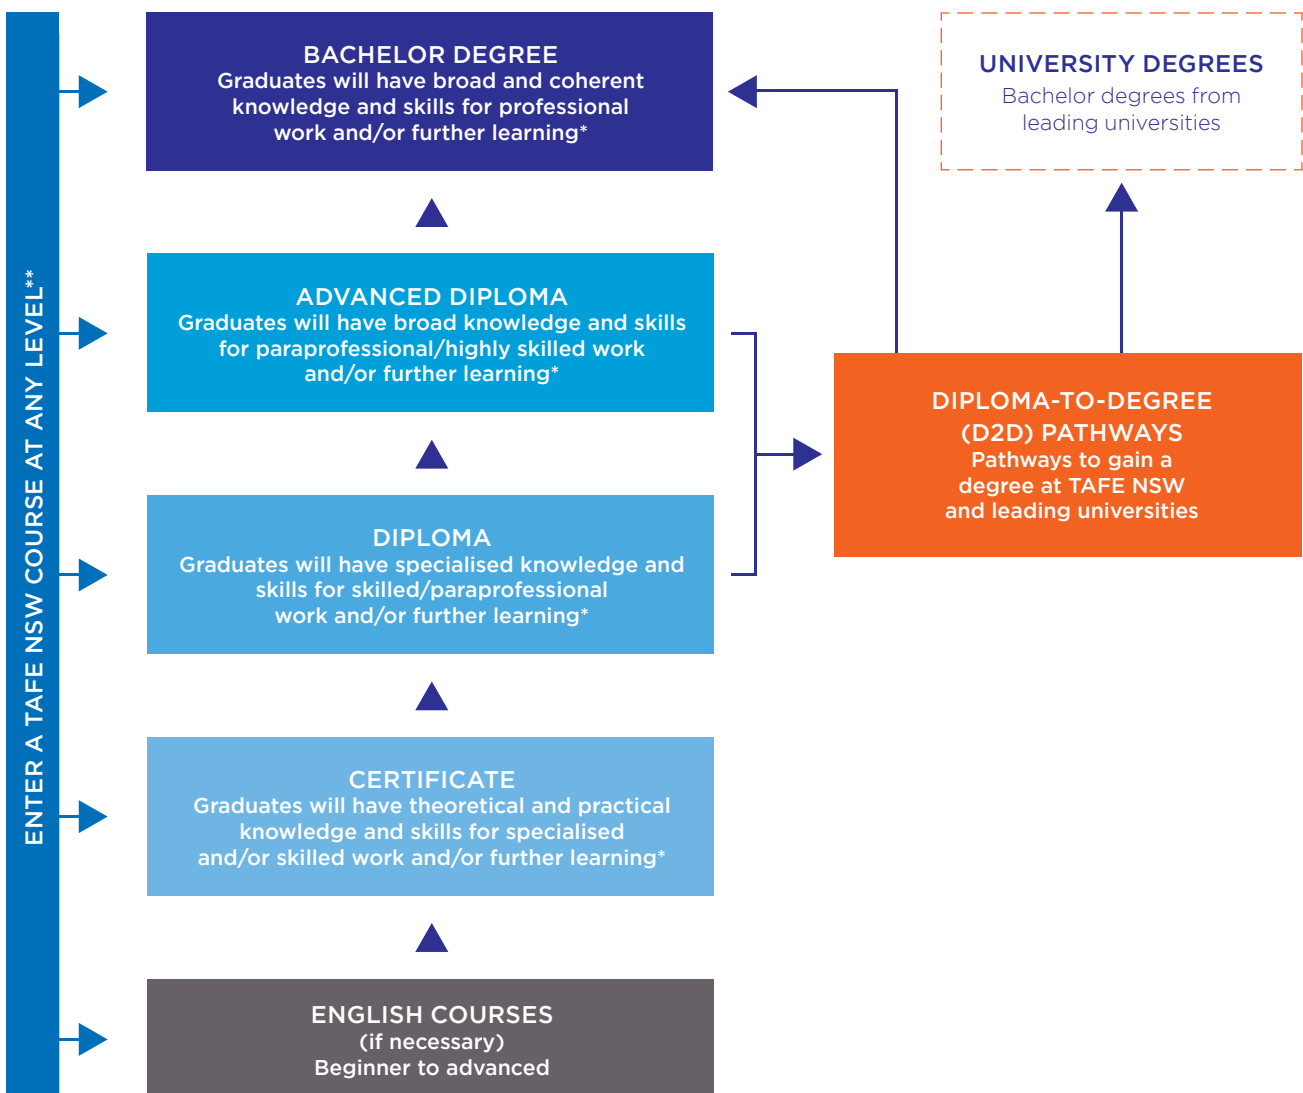 ENTER A TAFE NSW COURSE AT ANY LEVEL**
BACHELOR DEGREE
Graduates will have broad and coherent
knowledge and skills for professional
work and/or further learning*
UNIVERSITY DEGREES
Bachelor degrees from
leading universities
ADVANCED DIPLOMA
Graduates will have broad knowledge and skills
for paraprofessional/highly skilled work
and/or further learning*
DIPLOMA-TO-DEGREE
(D2D) PATHWAYS
Pathways to gain a
degree at TAFE NSW
and leading universities
DIPLOMA
Graduates will have specialised knowledge and
skills for skilled/paraprofessional
work and/or further learning*
CERTIFICATE
Graduates will have theoretical and practical
knowledge and skills for specialised
and/or skilled work and/or further learning*
ENGLISH COURSES
(if necessary)
Beginner to advanced